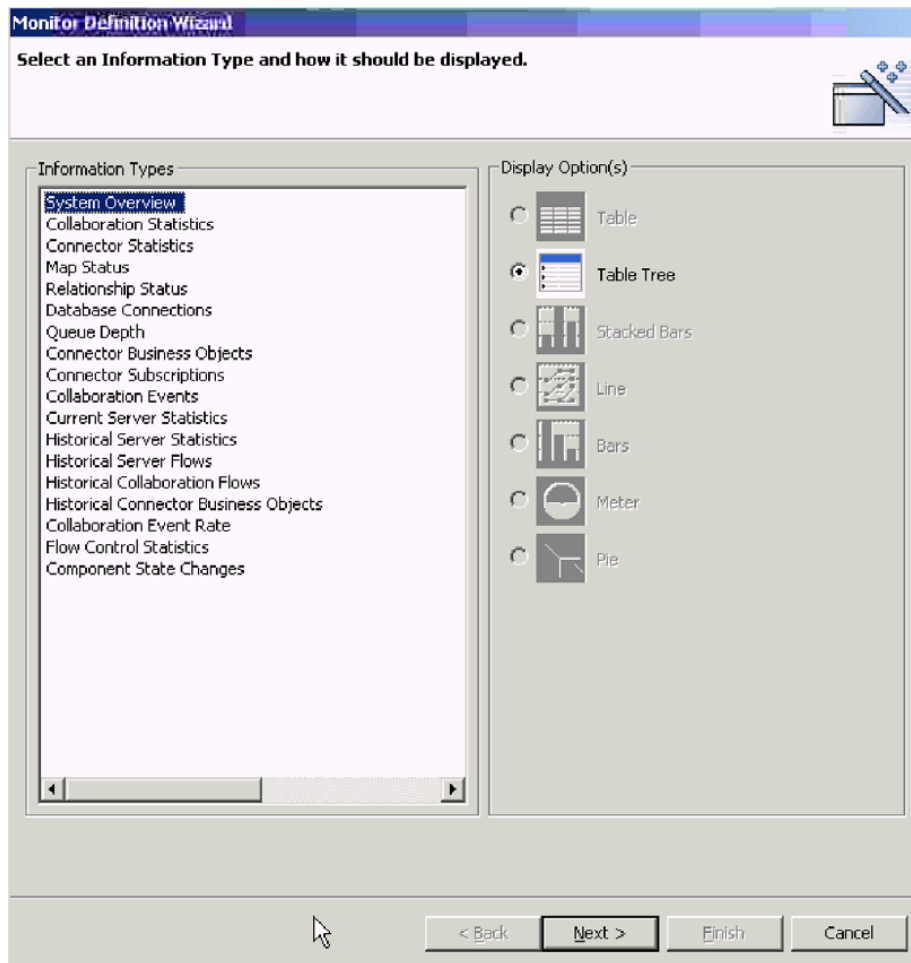 Monitor Definition Wizard
Select an Information Type and how it should be displayed.
Information Types
System Overview
Collaboration Statistics
Connector Statistics
Map Status
Relationship Status
Database Connections
Queue Depth
Connector Business Objects
Connector Subscriptions
Collaboration Events
Current Server Statistics
Historical Server Statistics
Historical Server Flows
Historical Collaboration Flows
Historical Connector Business Objects
Collaboration Event Rate
Flow Control Statistics
Component State Changes
Display Option(s)
Table
Table Tree
Stacked Bars
Line
Bars
Meter
Pie
< Back
Next >
Finish
Cancel